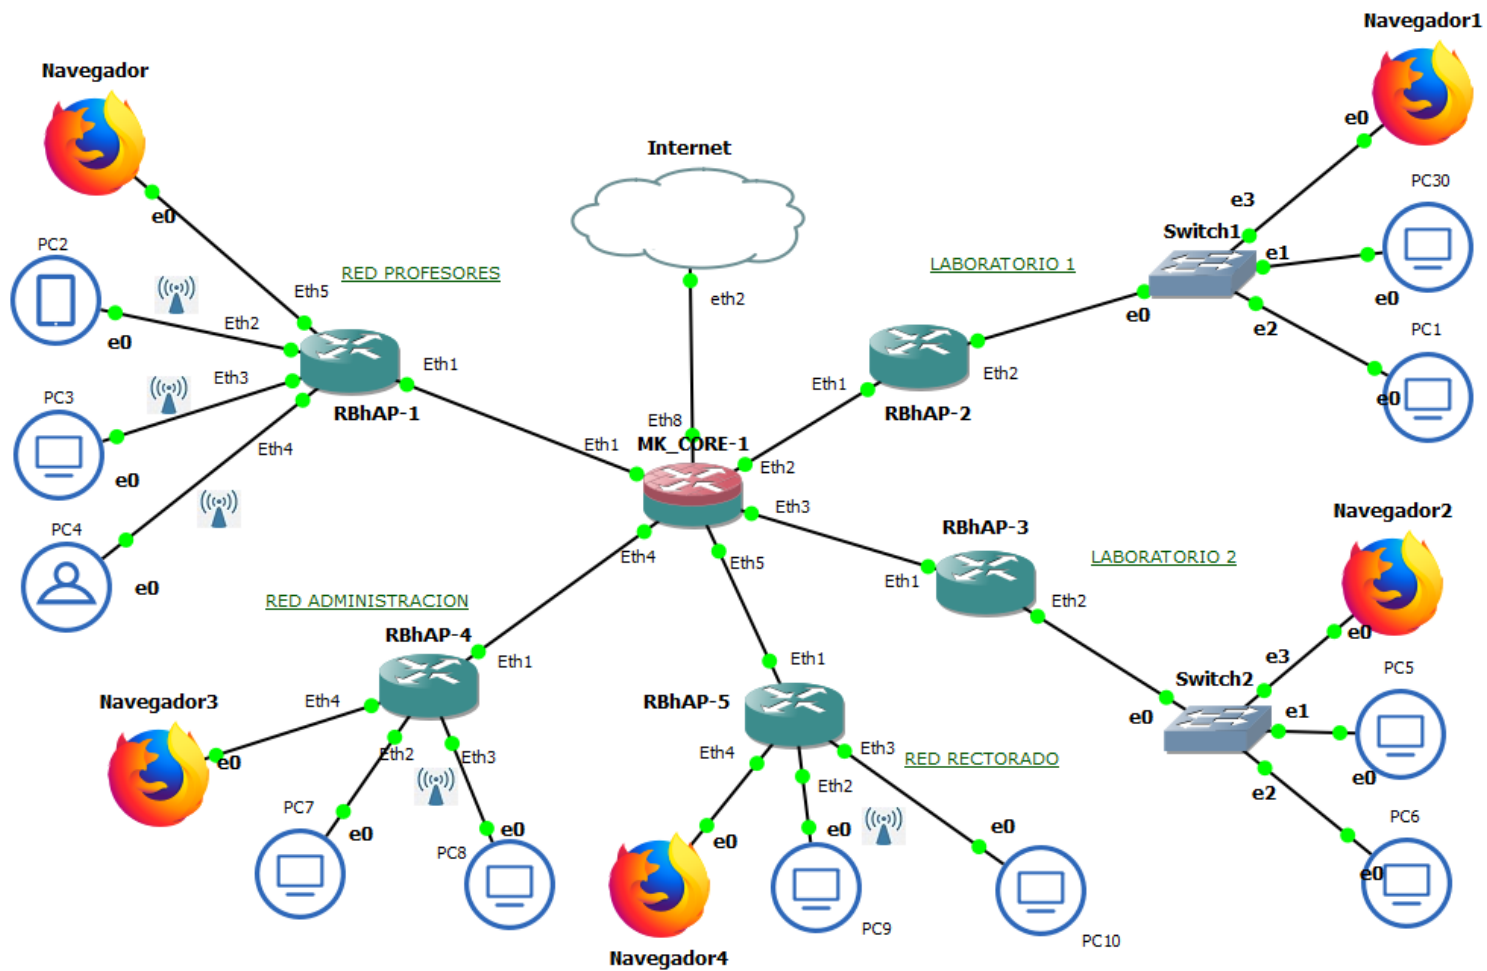 Navegador1
Navegador
e0
Internet
PC30
e3
Switch1
e1
e0
PC2
RED PROFESORES
LABORATORIO 1
Eth5
eth2
e0
e0
Eth2
e2
PC1
e0
Eth3
Eth1
Eth1
Eth2
e0
PC3
RBhAP-1
RBhAP-2
Eth8
MK_CORE-1
Eth4
Eth1
Eth2
e0
Eth3
Navegador2
PC4
RBhAP-3
Eth4
Eth5
LABORATORIO 2
e0
Eth1
RED ADMINISTRACION
Eth2
RBhAP-4
e0
Eth1
Eth1
e3
PC5
Navegador3
Eth4
RBhAP-5
Switch2
e0
e1
Eth2
Eth3
Eth4
Eth3
RED RECTORADO
e0
e0
Eth2
e2
PC7
e0
e0
e0
e0
e0
PC6
PC8
e0
PC9
PC10
Navegador4